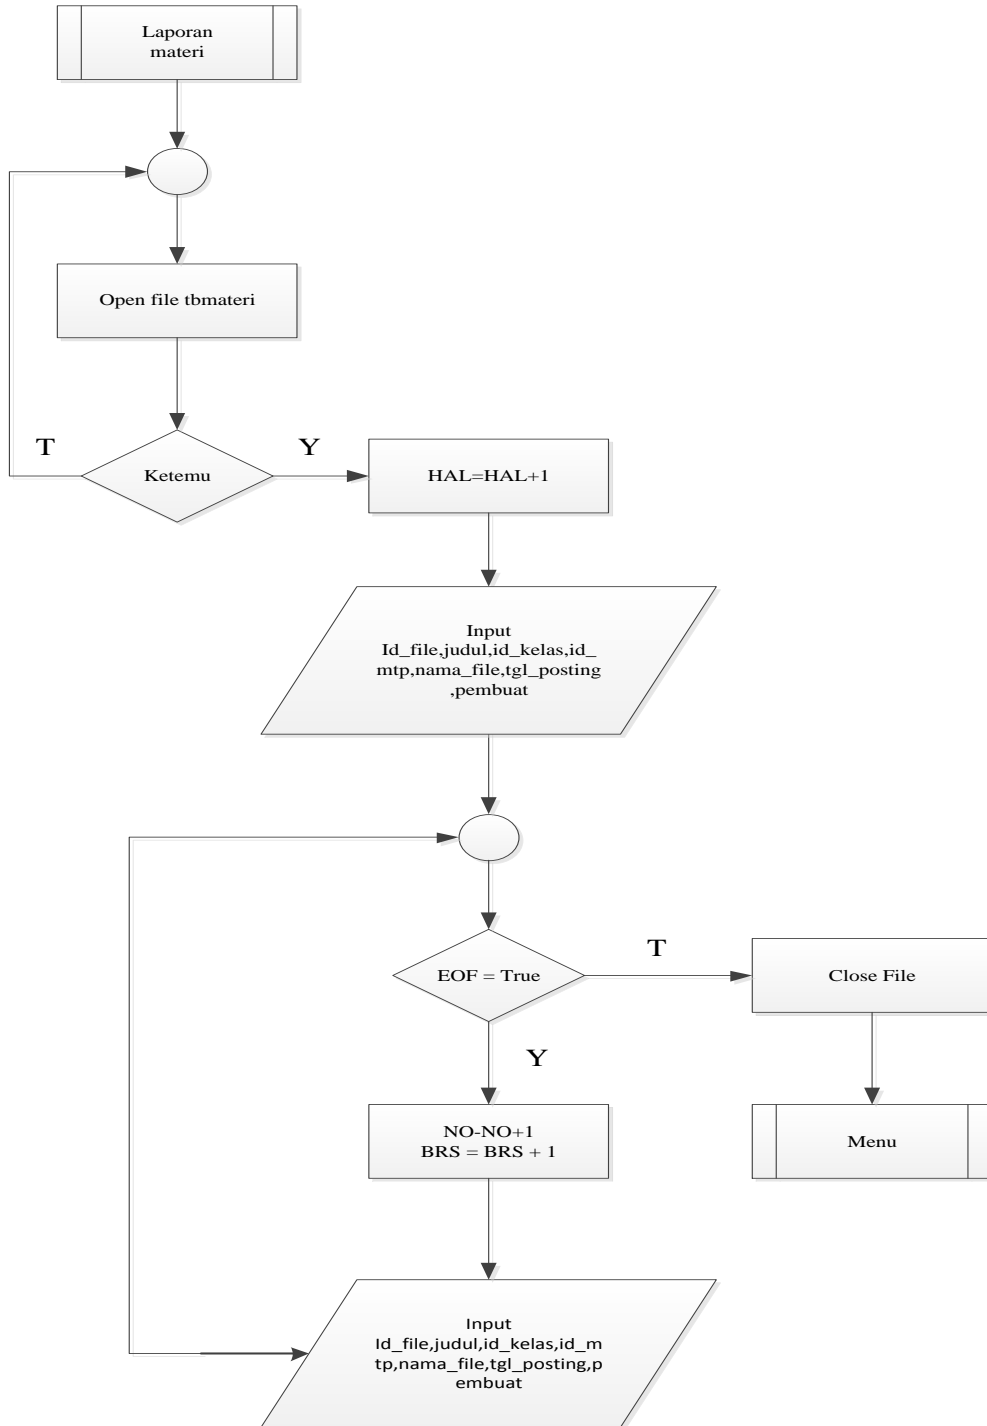 Laporan
materi
Open file tbmateri
T
Y
Ketemu
HAL=HAL+1
Input
Id_file,judul,id_kelas,id_
mtp,nama_file,tgl_posting
,pembuat
T
EOF = True
Close File
Y
NO-NO+1
BRS = BRS + 1
Menu
Input
Id_file,judul,id_kelas,id_m
tp,nama_file,tgl_posting,p
embuat